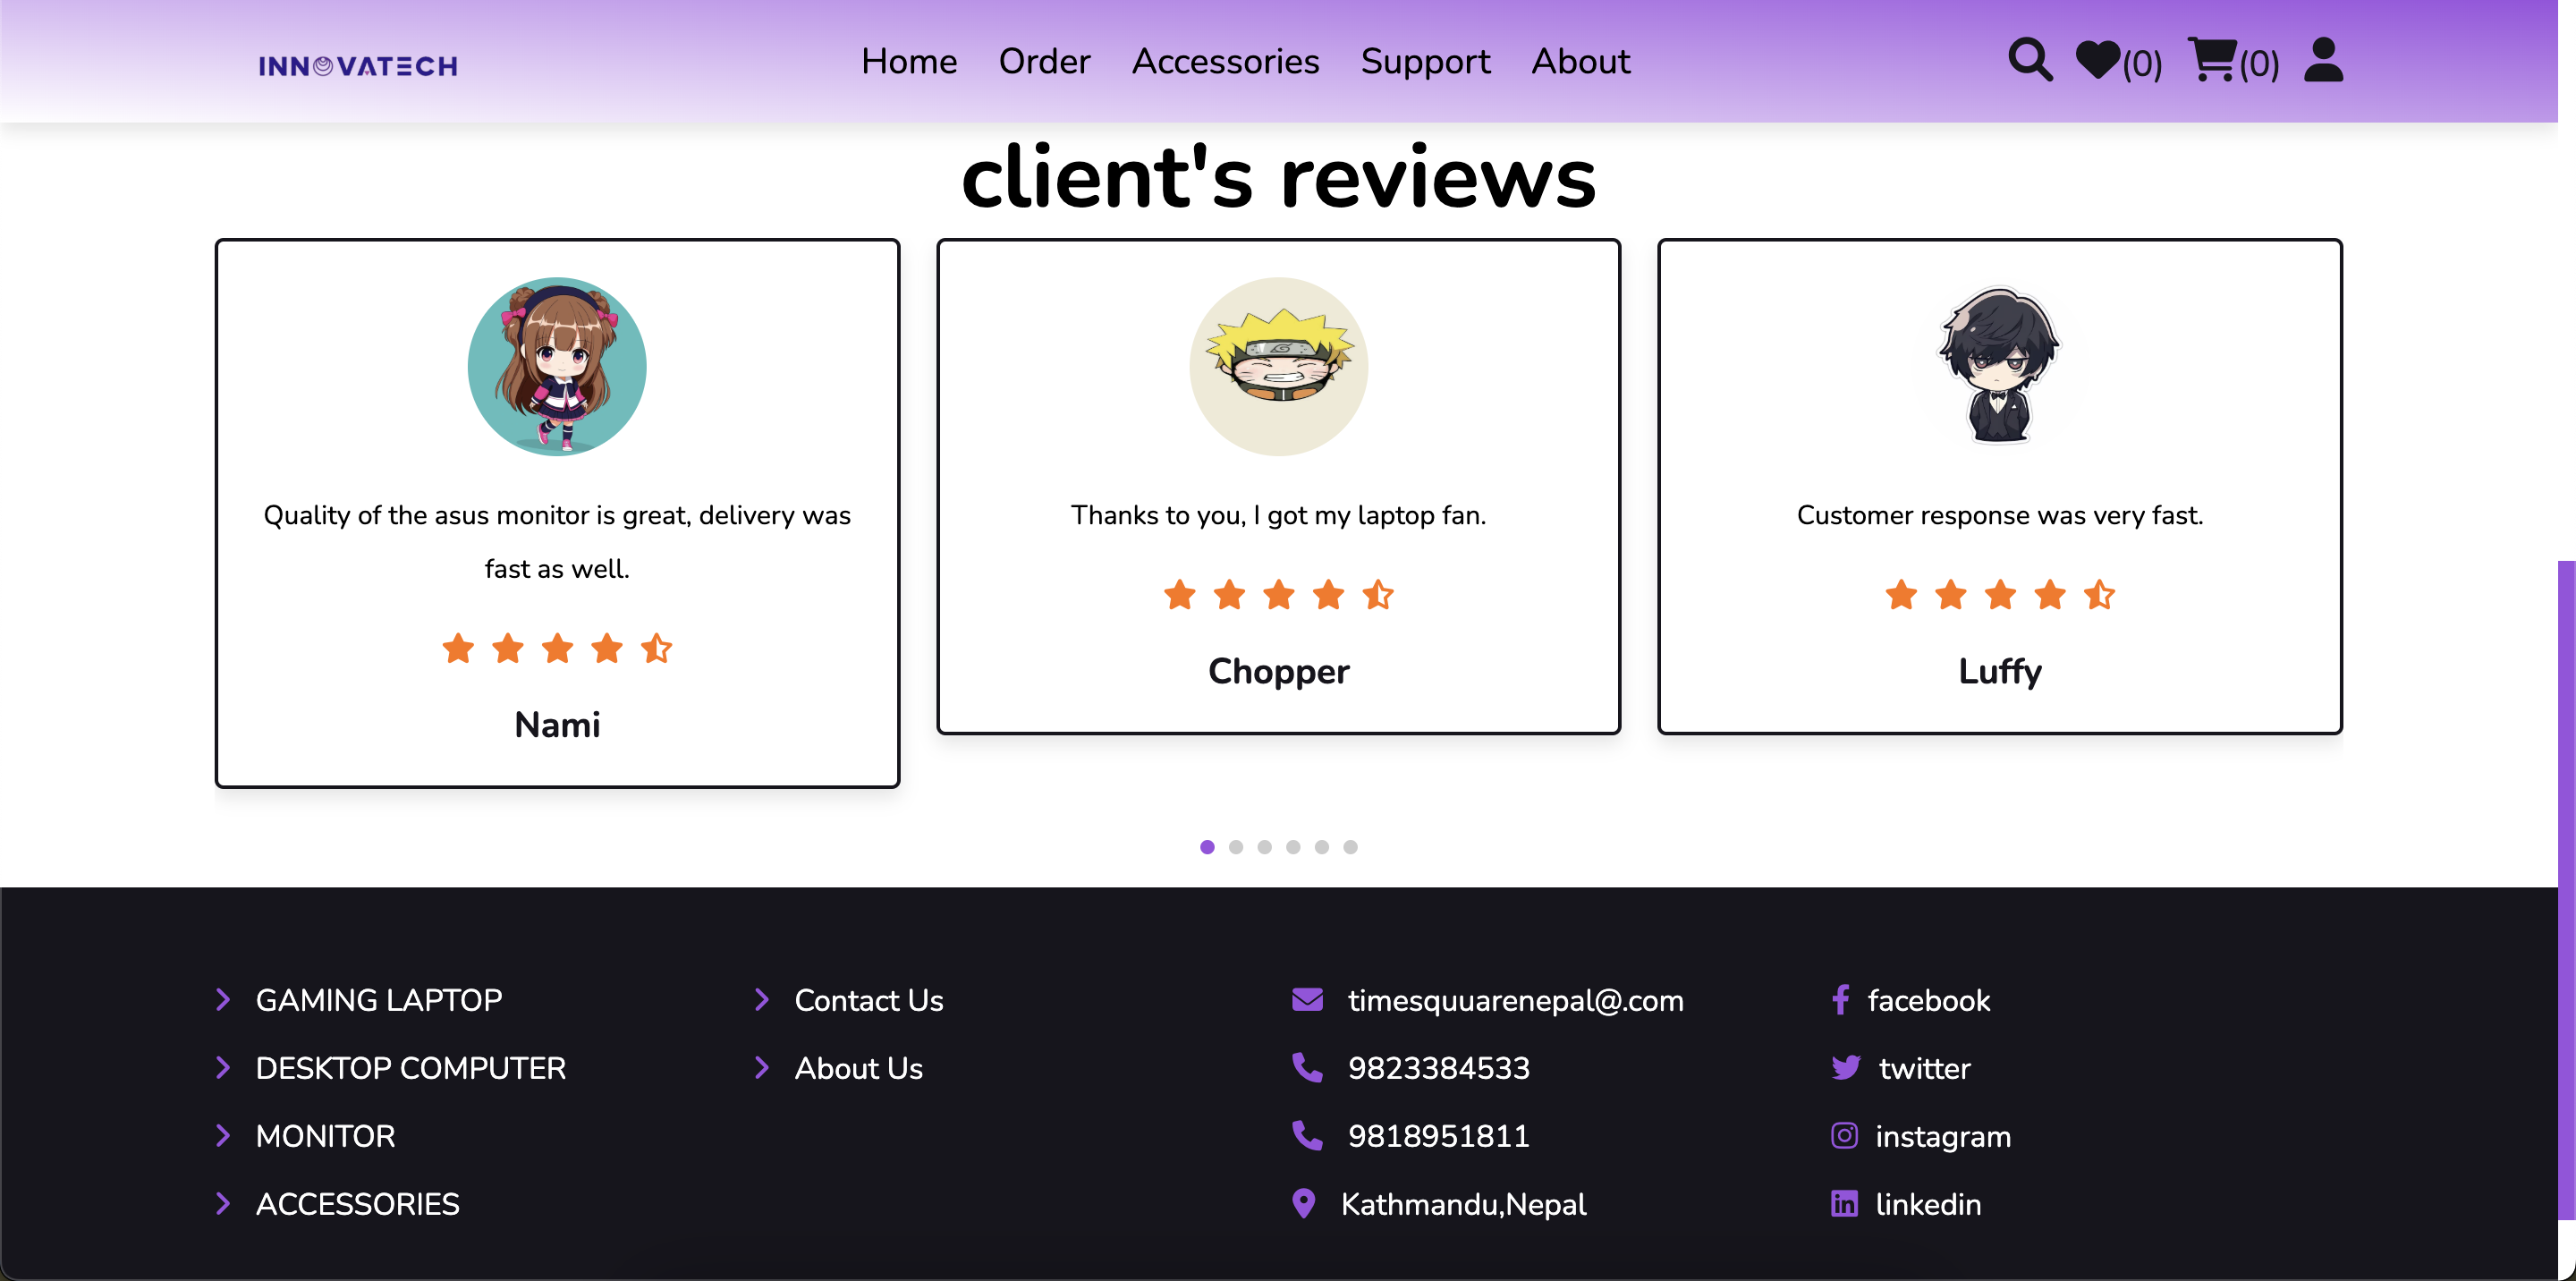 INNOVATECH
Home Order Accessories Support About
(0) (0)
client's reviews
Quality of the asus monitor is great, delivery was
fast as well.
Nami
Thanks to you, I got my laptop fan.
Chopper
Customer response was very fast.
Luffy
GAMING LAPTOP
DESKTOP COMPUTER
MONITOR
ACCESSORIES
Contact Us
About Us
timesquuarenepal@.com
9823384533
9818951811
Kathmandu,Nepal
facebook
twitter
instagram
linkedin